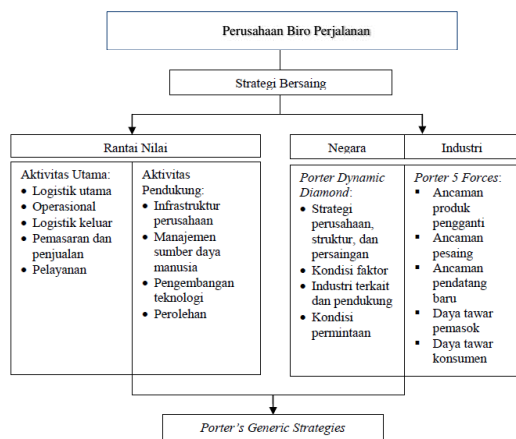 Perusahaan Biro Perjalanan
Strategi Bersaing
Rantai Nilai
Aktivitas Utama:
• Logistik utama
• Operasional
• Logistik keluar
• Pemasaran dan
penjualan
• Pelayanan
Aktivitas
Pendukung:
• Infrastruktur
perusahaan
• Manajemen
sumber daya
manusia
• Pengembangan
teknologi
• Perolehan
Negara
Porter Dynamic
Diamond:
• Strategi
perusahaan,
struktur, dan
persaingan
• Kondisi faktor
• Industri terkait
dan pendukung
• Kondisi
permintaan
Industri
Porter 5 Forces:
▪ Ancaman
produk
pengganti
▪ Ancaman
pesaing
▪ Ancaman
pendatang
baru
▪ Daya tawar
pemasok
▪ Daya tawar
konsumen
Porter's Generic Strategies